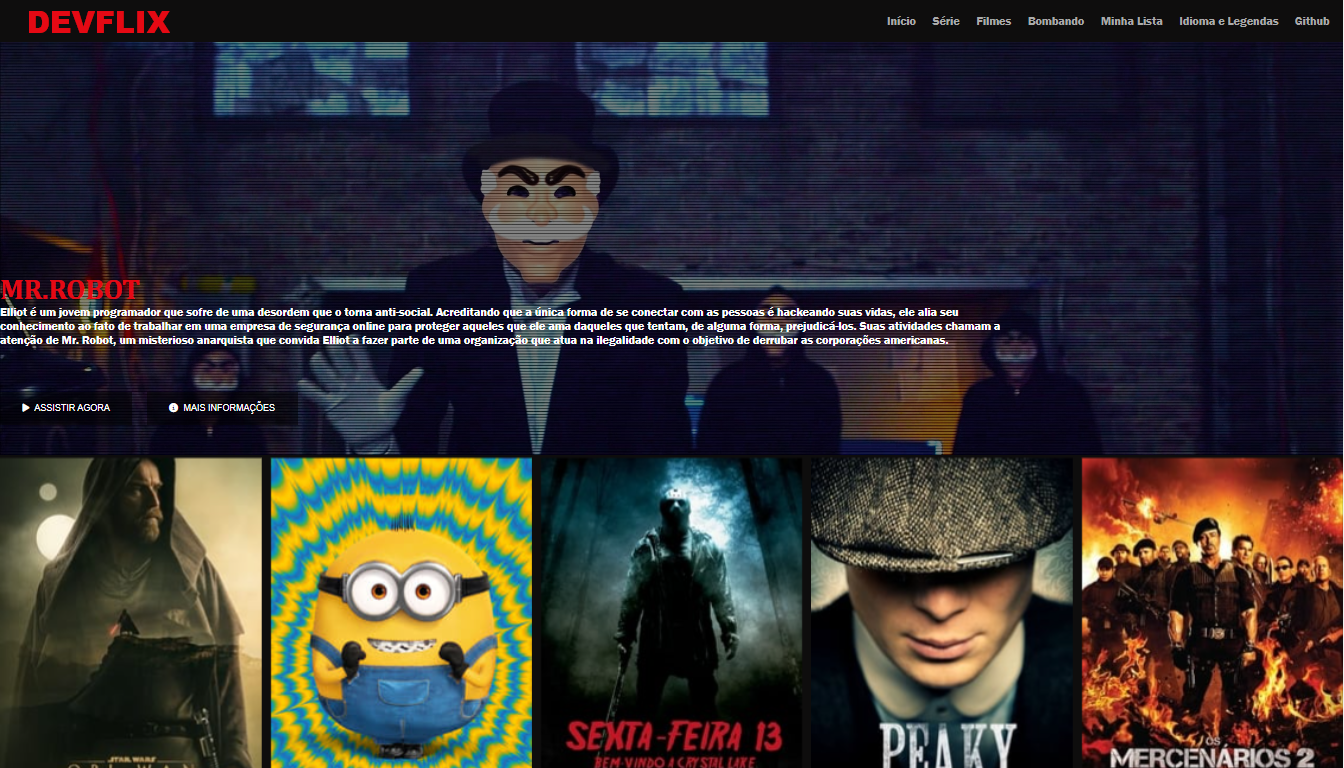 DEVFLIX
Início Série Filmes Bombando Minha Lista Idioma e Legendas Github
MR.ROBOT
Elliot é um jovem programador que sofre de uma desordem que o torna anti-social. Acreditando que a única forma de se conectar com as pessoas é hackeando suas vidas, ele alia seu
conhecimento ao fato de trabalhar em uma empresa de segurança online para proteger aqueles que ele ama daqueles que tentam, de alguma forma, prejudicá-los. Suas atividades chamam a
atenção de Mr. Robot, um misterioso anarquista que convida Elliot a fazer parte de uma organização que atua na ilegalidade com o objetivo de derrubar as corporações americanas.
ASSISTIR AGORA MAIS INFORMAÇÕES
STAR WARS
SEXTA-FEIRA 13
BEM-VINDO A CRYSTAL LAKE
PEAKY
OS
MERCENÁRIOS 2